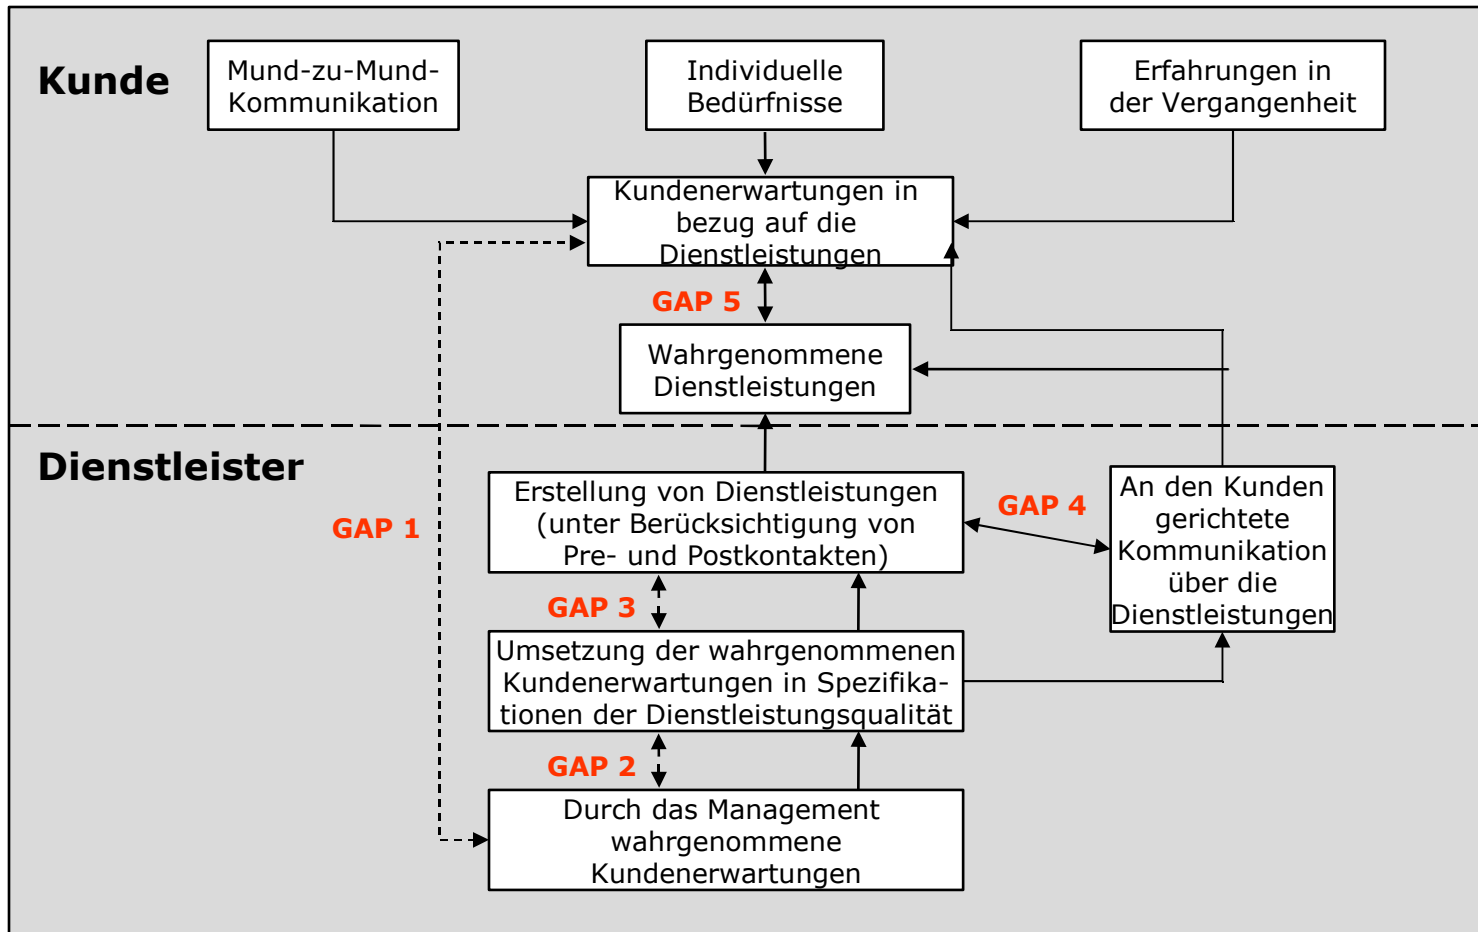 Kunde
Mund-zu-Mund-
Kommunikation
Individuelle
Bedürfnisse
Erfahrungen in
der Vergangenheit
Kundenerwartungen in
bezug auf die
Dienstleistungen
GAP 5
Wahrgenommene
Dienstleistungen
Dienstleister
GAP 1
Erstellung von Dienstleistungen
(unter Berücksichtigung von
Pre- und Postkontakten)
GAP 4
An den Kunden
gerichtete
Kommunikation
über die
Dienstleistungen
GAP 3
Umsetzung der wahrgenommenen
Kundenerwartungen in Spezifika-
tionen der Dienstleistungsqualität
GAP 2
Durch das Management
wahrgenommene
Kundenerwartungen